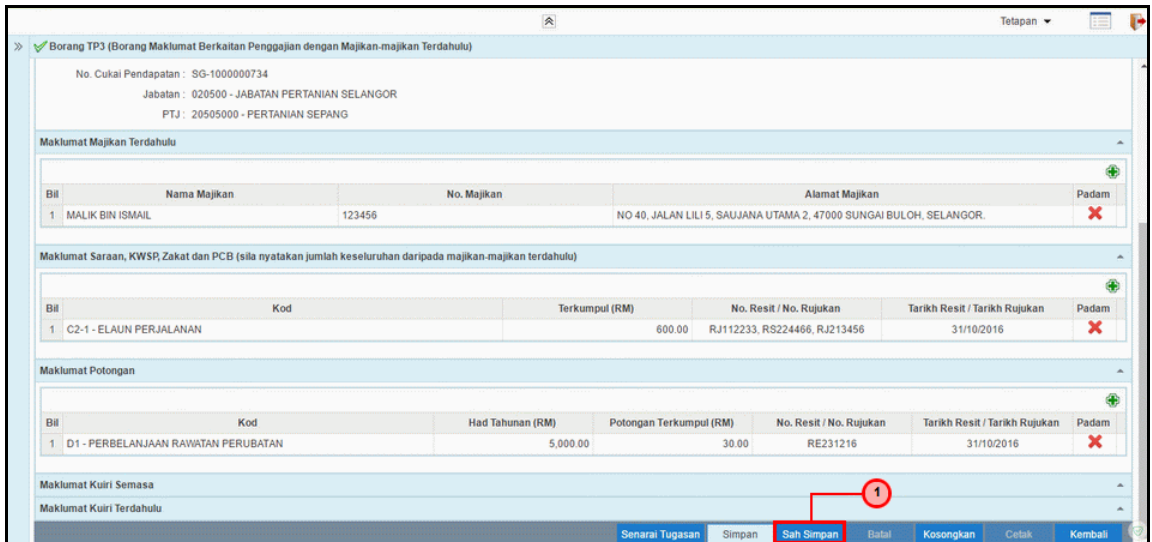 Tetapan
Borang TP3 (Borang Maklumat Berkaitan Penggajian dengan Majikan-majikan Terdahulu)
No. Cukai Pendapatan : SG-1000000734
Jabatan : 020500 - JABATAN PERTANIAN SELANGOR
PTJ : 20505000 - PERTANIAN SEPANG
Maklumat Majikan Terdahulu
Bil Nama Majikan No. Majikan Alamat Majikan Padam
1 MALIK BIN ISMAIL 123456 NO 40, JALAN LILI 5, SAUJANA UTAMA 2, 47000 SUNGAI BULOH, SELANGOR.
Maklumat Saraan, KWSP, Zakat dan PCB (sila nyatakan jumlah keseluruhan daripada majikan-majikan terdahulu)
Bil Kod Terkumpul (RM) No. Resit / No. Rujukan Tarikh Resit / Tarikh Rujukan Padam
1 C2-1 - ELAUN PERJALANAN 600.00 RJ112233, RS224466, RJ213456 31/10/2016
Maklumat Potongan
Bil Kod Had Tahunan (RM) Potongan Terkumpul (RM) No. Resit / No. Rujukan Tarikh Resit / Tarikh Rujukan Padam
1 D1 - PERBELANJAAN RAWATAN PERUBATAN 5,000.00 30.00 RE231216 31/10/2016
Maklumat Kuiri Semasa
Maklumat Kuiri Terdahulu
1
Senarai Tugasan Simpan Sah Simpan Batal Kosongkan Cetak Kembali